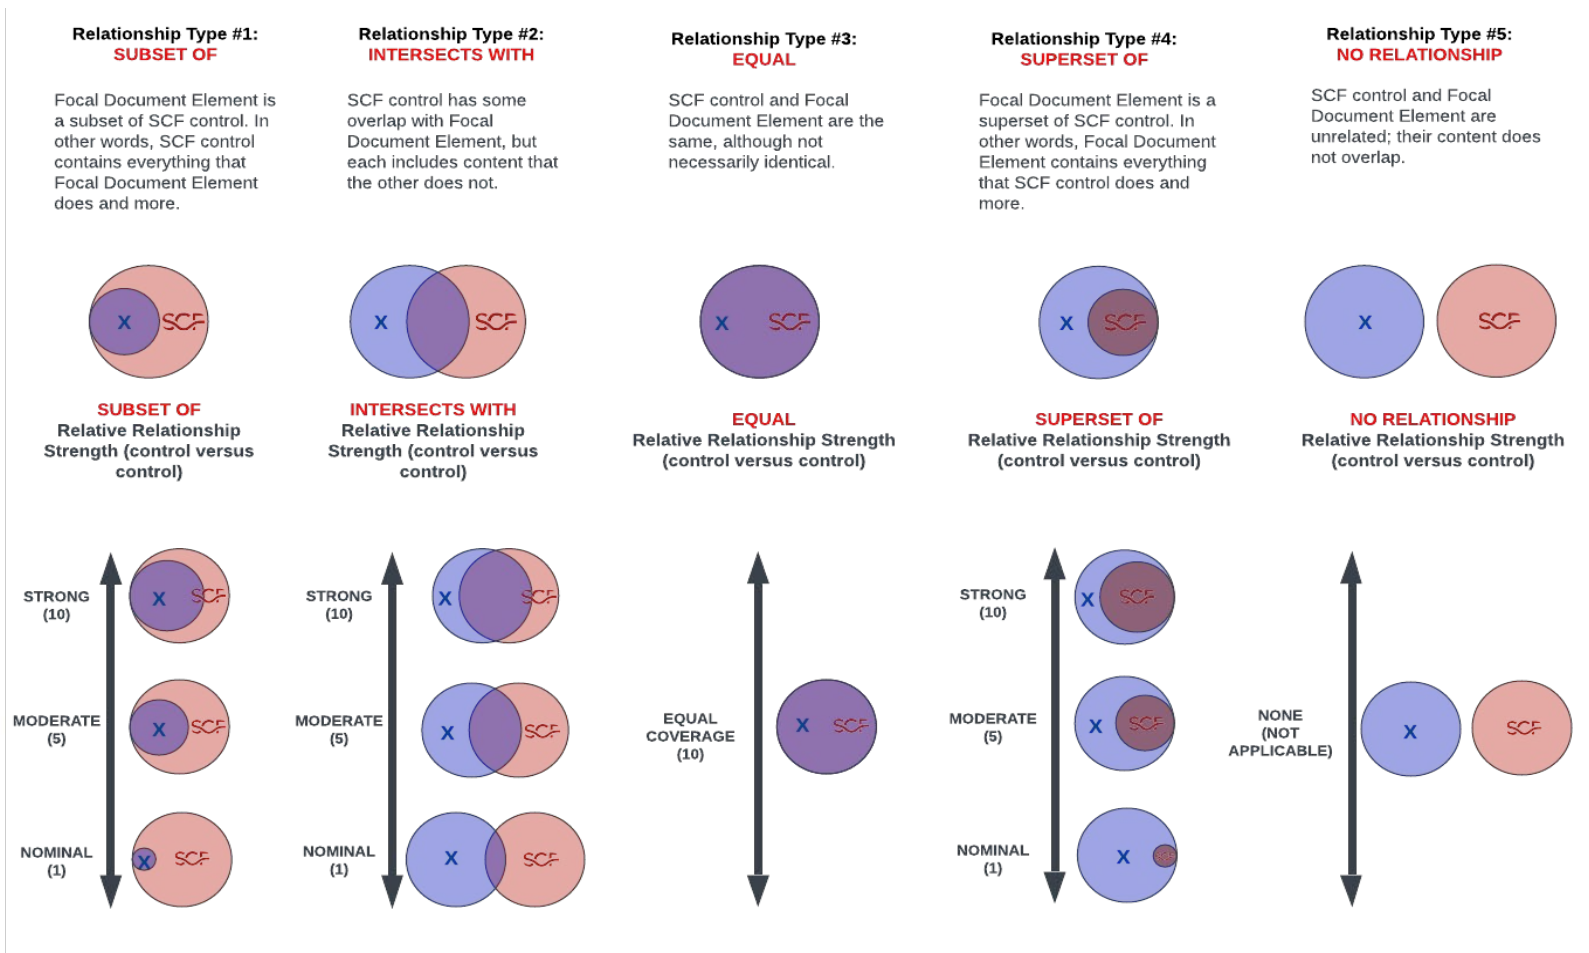 Relationship Type #1:
SUBSET OF
Focal Document Element is
a subset of SCF control. In
other words, SCF control
contains everything that
Focal Document Element
does and more.
X SCF
SUBSET OF
Relative Relationship
Strength (control versus
control)
STRONG
(10)
X SCF
MODERATE
(5)
X SCF
NOMINAL
(1)
X SCF
Relationship Type #2:
INTERSECTS WITH
SCF control has some
overlap with Focal
Document Element, but
each includes content that
the other does not.
X SCF
INTERSECTS WITH
Relative Relationship
Strength (control versus
control)
STRONG
(10)
X SCF
MODERATE
(5)
X SCF
NOMINAL
(1)
X SCF
Relationship Type #3:
EQUAL
SCF control and Focal
Document Element are the
same, although not
necessarily identical.
X SCF
EQUAL
Relative Relationship Strength
(control versus control)
EQUAL
COVERAGE
(10)
X SCF
Relationship Type #4:
SUPERSET OF
Focal Document Element is a
superset of SCF control. In
other words, Focal Document
Element contains everything
that SCF control does and
more.
X SCF
SUPERSET OF
Relative Relationship Strength
(control versus control)
STRONG
(10)
X SCF
MODERATE
(5)
X SCF
NOMINAL
(1)
X SCF
Relationship Type #5:
NO RELATIONSHIP
SCF control and Focal
Document Element are
unrelated; their content does
not overlap.
X SCF
NO RELATIONSHIP
Relative Relationship Strength
(control versus control)
NONE
(NOT
APPLICABLE)
X SCF